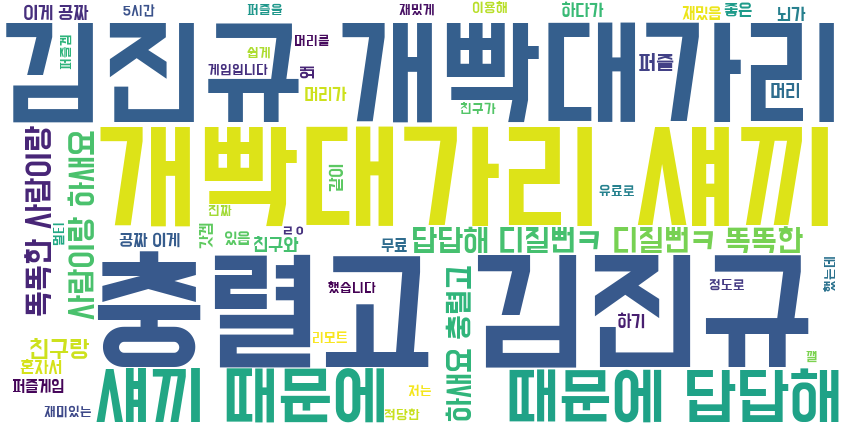 이게 공짜 5시간 퍼즐을 재밌게 이용해 하다가 재밌음 좋은 뇌가
김진규 개빡대가리
퍼즐겜 쉽게 머리를 게임입니다 왜 머리가 친구가 퍼즐 머리
개빡대가리 섀끼
똑똑한 사람이랑
사람이랑 하새요
같이 유료로 진짜
멀티 공짜 이게 갓겜 있음 친구와 ㄹㅇ 무료
답답해 디질뻔ㅋ 디질뻔ㅋ 똑똑한
충렬고 김진규
했습니다 정도로 했는데 하기
하새요 충렬고
친구랑 리모트 깰
혼자서
퍼즐게임
섀끼 때문에 때문에 답답해
저는
재미있는 적당한